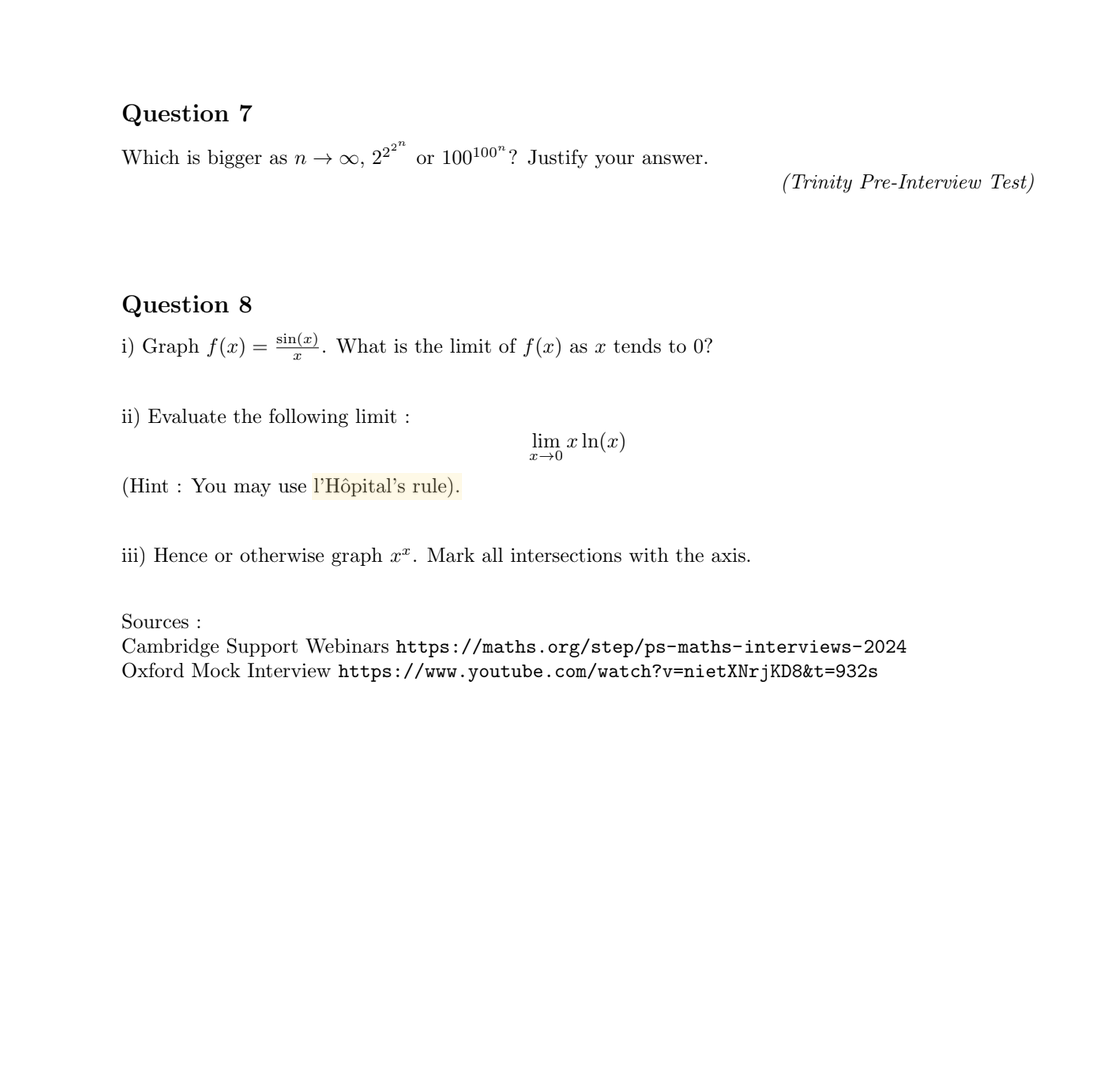 Question 7
Which is bigger as n → ∞, 2^{2^{2^n}} or 100^{100^n}? Justify your answer.
(Trinity Pre-Interview Test)
Question 8
i) Graph f(x) = \frac{sin(x)}{x}. What is the limit of f(x) as x tends to 0?
ii) Evaluate the following limit :
\lim_{x→0} x ln(x)
(Hint : You may use l'Hôpital's rule).
iii) Hence or otherwise graph x^x. Mark all intersections with the axis.
Sources :
Cambridge Support Webinars https://maths.org/step/ps-maths-interviews-2024
Oxford Mock Interview https://www.youtube.com/watch?v=nietXNrjKD8&t=932s